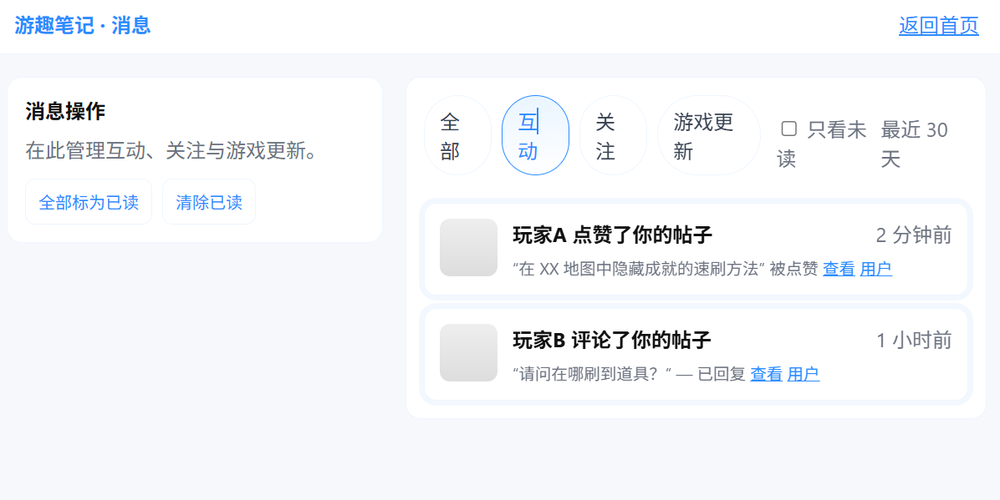 游趣笔记 · 消息
返回首页
消息操作
在此管理互动、关注与游戏更新。
全部标为已读
清除已读
全
部
互
动
关
注
游戏更
新
只看未
读
最近 30
天
玩家A 点赞了你的帖子
2 分钟前
“在 XX 地图中隐藏成就的速刷方法” 被点赞 查看 用户
玩家B 评论了你的帖子
1 小时前
“请问在哪刷到道具？” — 已回复 查看 用户